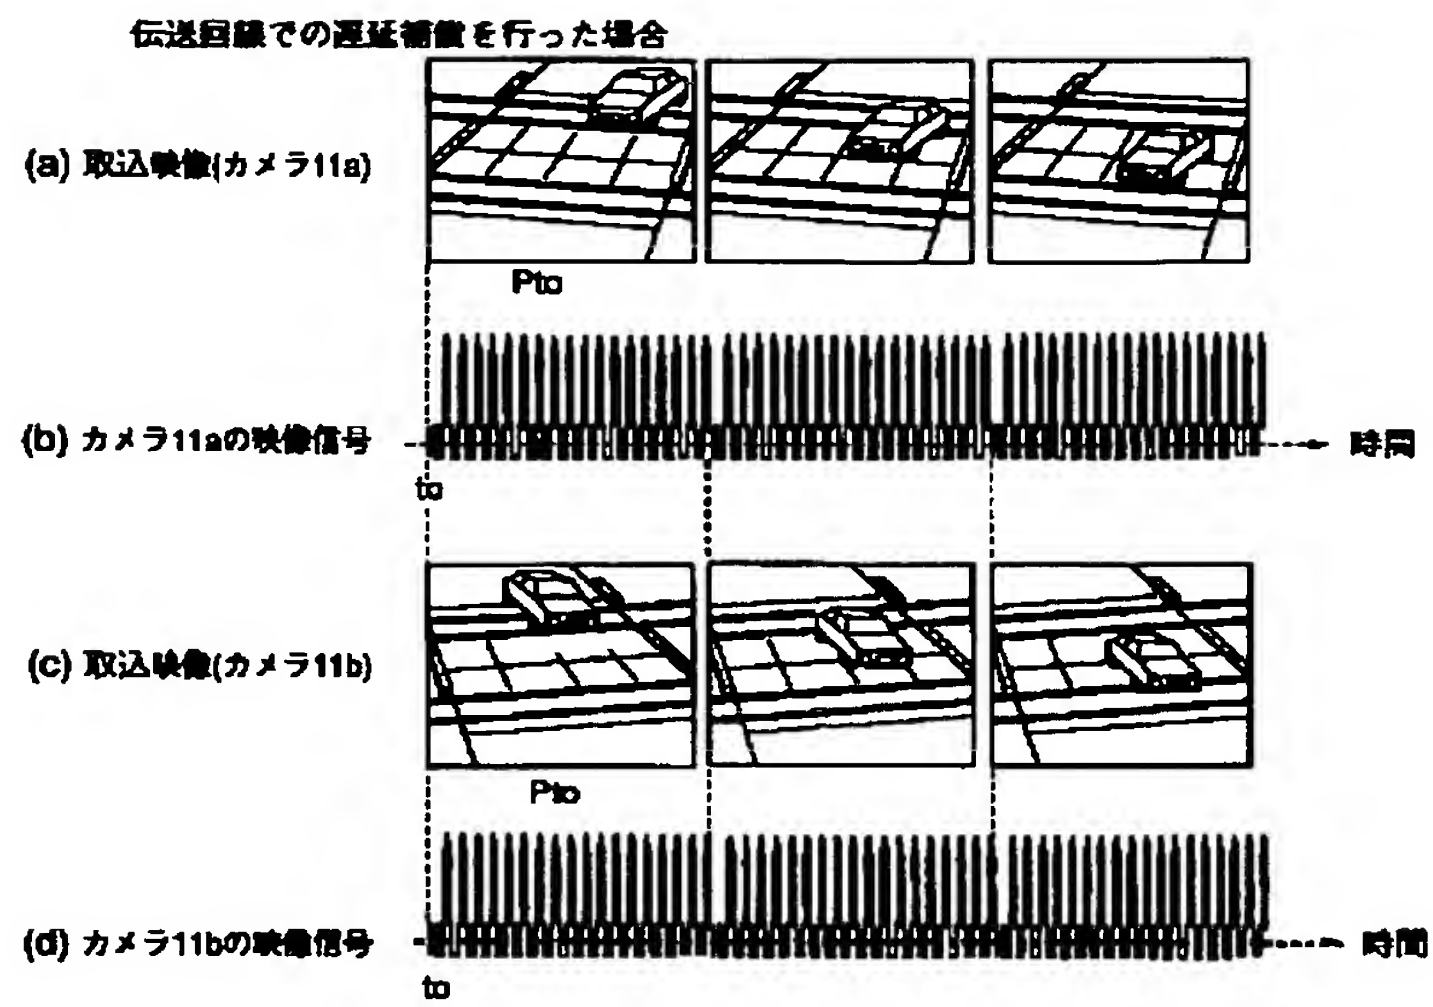 伝送回線での遅延補償を行った場合
(a) 取込映像(カメラ11a)
Pto
(b) カメラ11aの映像信号
時間
to
(c) 取込映像(カメラ11b)
Pto
(d) カメラ11bの映像信号
時間
to